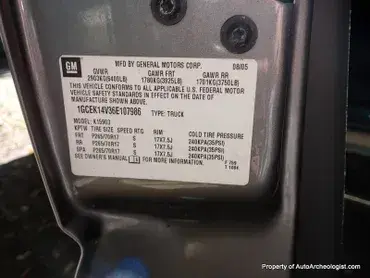 GM
MFD BY GENERAL MOTORS CORP. 08/05
GVWR GAWR FRT GAWR RR
2903KG(6400LB) 1780KG(3925LB) 1701KG(3750LB)
THIS VEHICLE CONFORMS TO ALL APPLICABLE U.S. FEDERAL MOTOR
VEHICLE SAFETY STANDARDS IN EFFECT ON THE DATE OF
MANUFACTURE SHOWN ABOVE.
1GCEK14V36E107986 TYPE: TRUCK
MODEL: K15903
TIRE SIZE SPEED RTG RIM COLD TIRE PRESSURE
FRT P265/70R17 S 17X7.5J 240KPA(35PSI)
RR P265/70R17 S 17X7.5J 240KPA(35PSI)
SPA P265/70R17 S 17X7.5J 240KPA(35PSI)
SEE OWNER'S MANUAL FOR MORE INFORMATION.
Property of AutoArcheologist.com